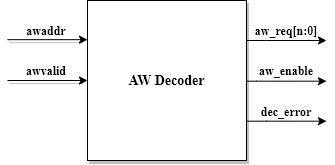 awaddr
awvalid
AW Decoder
aw_req[n:0]
aw_enable
dec_error